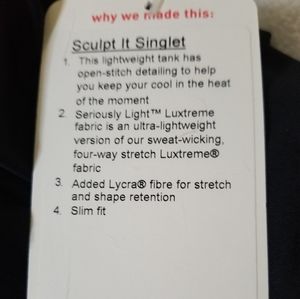 why we made this:
Sculpt It Singlet
1. This lightweight tank has
open-stitch detailing to help
you keep your cool in the heat
of the moment
2. Seriously Light™ Luxtreme
fabric is an ultra-lightweight
version of our sweat-wicking,
four-way stretch Luxtreme®
fabric
3. Added Lycra® fibre for stretch
and shape retention
4. Slim fit